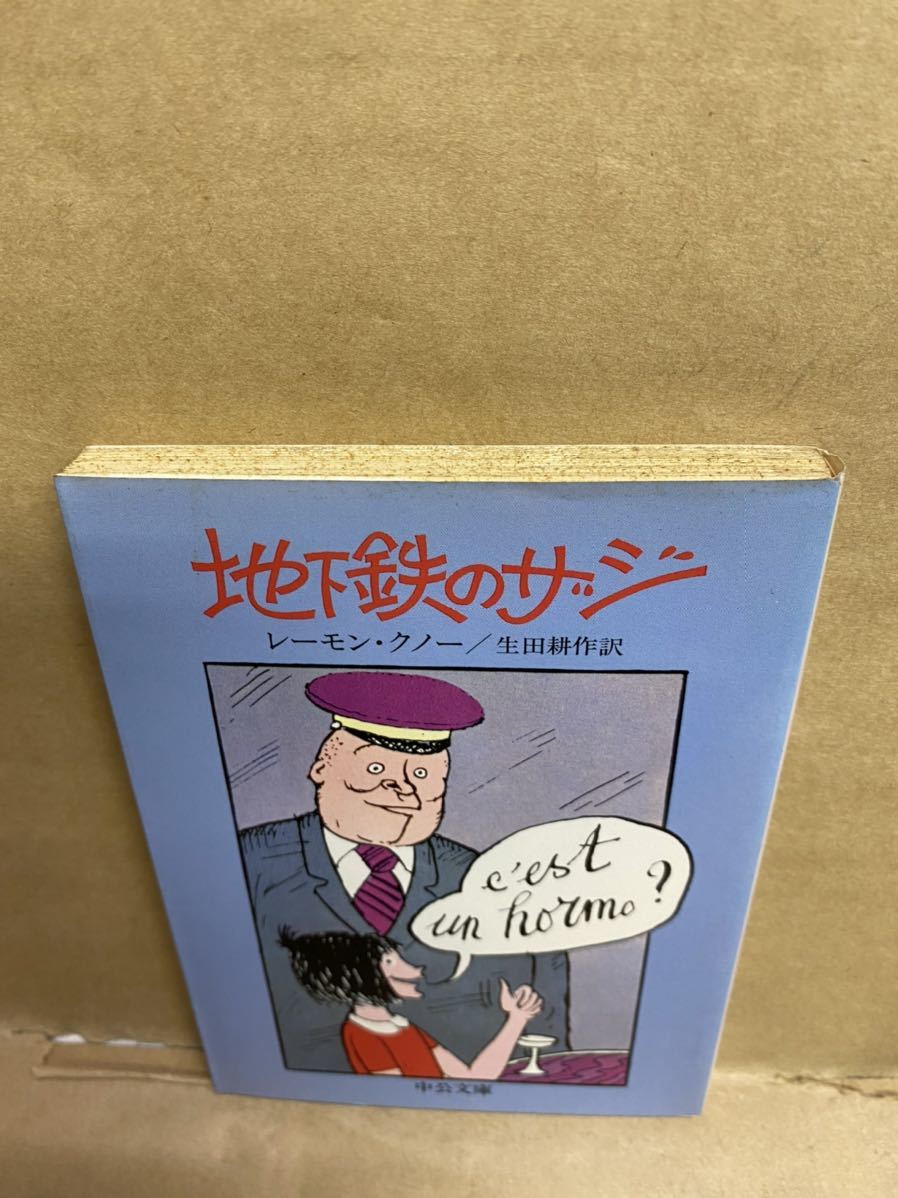 地下鉄のザジ
レーモン・クノー／生田耕作訳
c'est
un hormo?
中公文庫